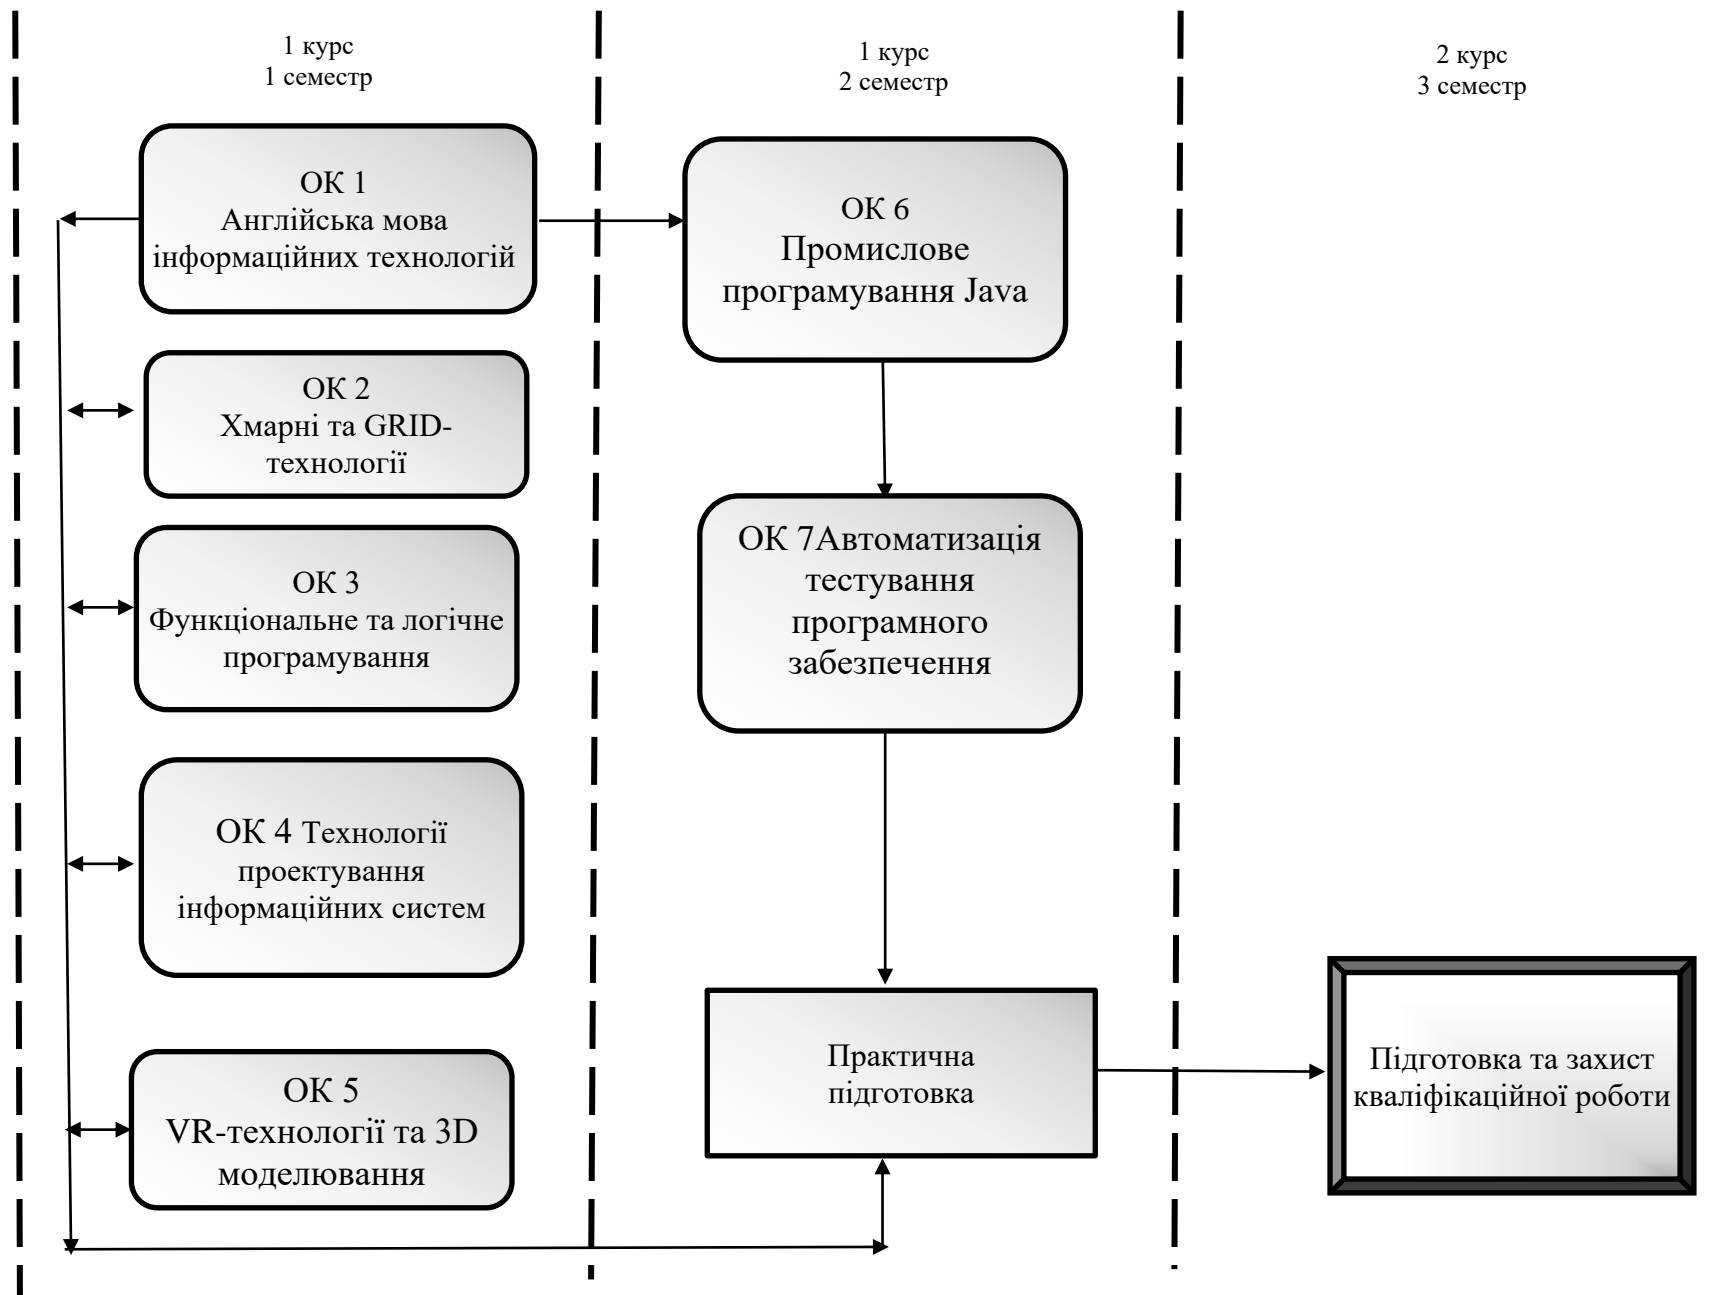 1 курс
1 семестр
1 курс
2 семестр
2 курс
3 семестр
ОК 1
Англійська мова
інформаційних технологій
ОК 2
Хмарні та GRID-
технології
ОК 3
Функціональне та логічне
програмування
ОК 4 Технології
проектування
інформаційних систем
ОК 5
VR-технології та 3D
моделювання
ОК 6
Промислове
програмування Java
ОК 7Автоматизація
тестування
програмного
забезпечення
Практична
підготовка
Підготовка та захист
кваліфікаційної роботи